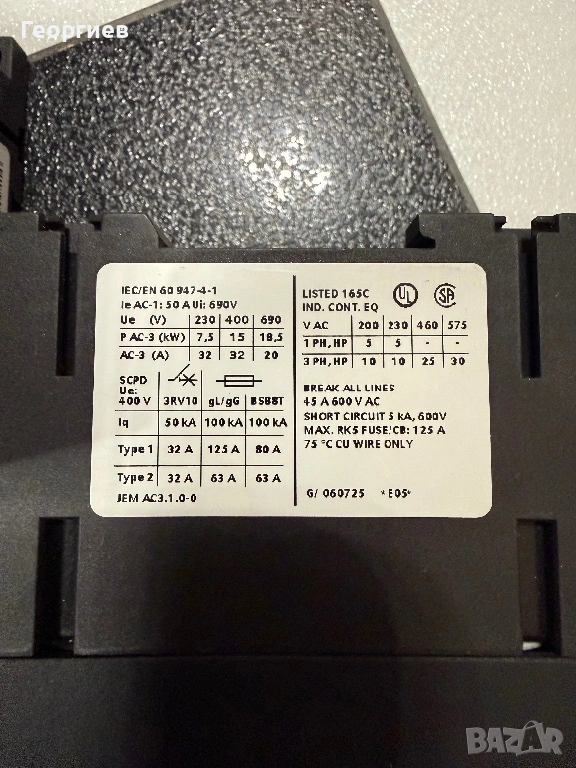 Георгиев
IEC/EN 60 947-4-1
Ie AC-1: 50 A Ui: 690V
Ue (V) 230 400 690
P AC-3 (kW) 7,5 15 18,5
AC-3 (A) 32 32 20
SCPD
Ue:
400 V 3RV10 gL/gG BS88T
Iq 50 kA 100 kA 100 kA
Type 1 32 A 125 A 80 A
Type 2 32 A 63 A 63 A
JEM AC3.1.0-0
LISTED 165C
IND. CONT. EQ
UL
SA
V AC 200 230 460 575
1 PH, HP 5 5 - -
3 PH, HP 10 10 25 30
BREAK ALL LINES
45 A 600 V AC
SHORT CIRCUIT 5 kA, 600V
MAX. RK5 FUSE/CB: 125 A
75 °C CU WIRE ONLY
G/ 060725 *E05*
BAZAR